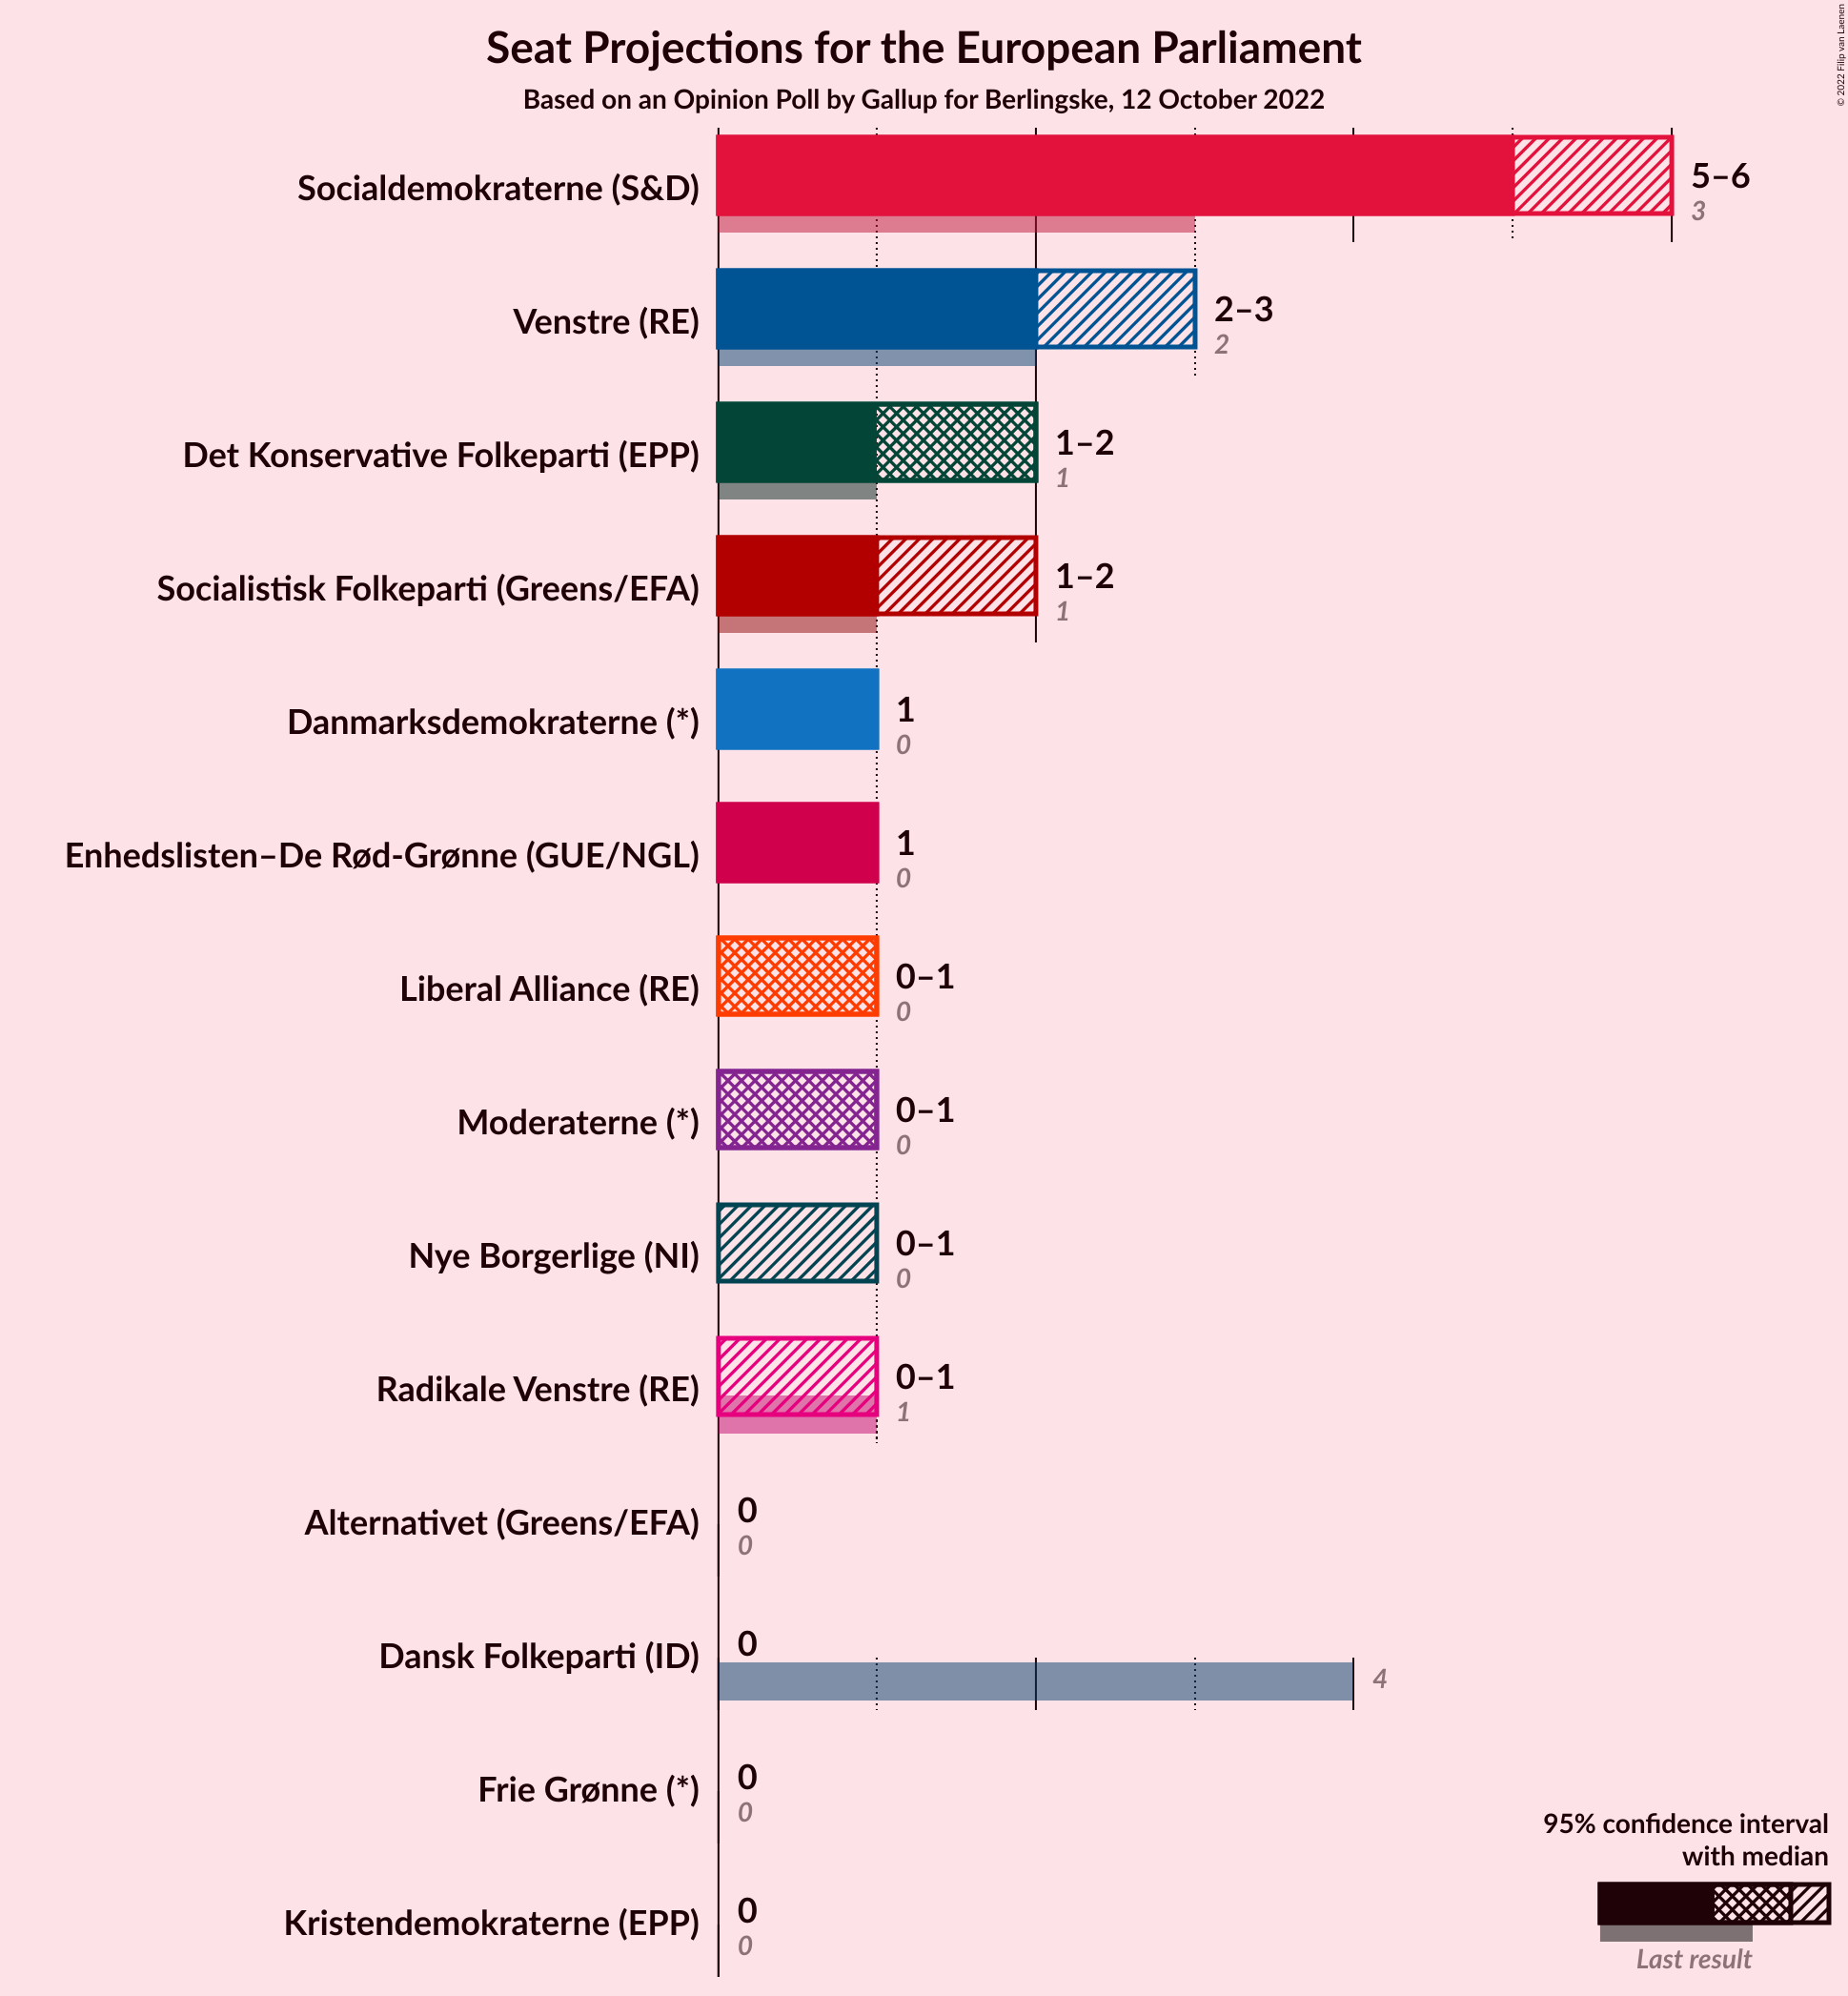 Seat Projections for the European Parliament
Based on an Opinion Poll by Gallup for Berlingske, 12 October 2022
© 2022 Filip van Laenen
Socialdemokraterne (S&D)
5–6
3
Venstre (RE)
2–3
2
Det Konservative Folkeparti (EPP)
1–2
1
Socialistisk Folkeparti (Greens/EFA)
1–2
1
Danmarksdemokraterne (*)
1
0
Enhedslisten–De Rød-Grønne (GUE/NGL)
1
0
Liberal Alliance (RE)
0–1
0
Moderaterne (*)
0–1
0
Nye Borgerlige (NI)
0–1
0
Radikale Venstre (RE)
0–1
1
Alternativet (Greens/EFA)
0
0
Dansk Folkeparti (ID)
0
4
Frie Grønne (*)
0
0
Kristendemokraterne (EPP)
0
0
95% confidence interval
with median
Last result